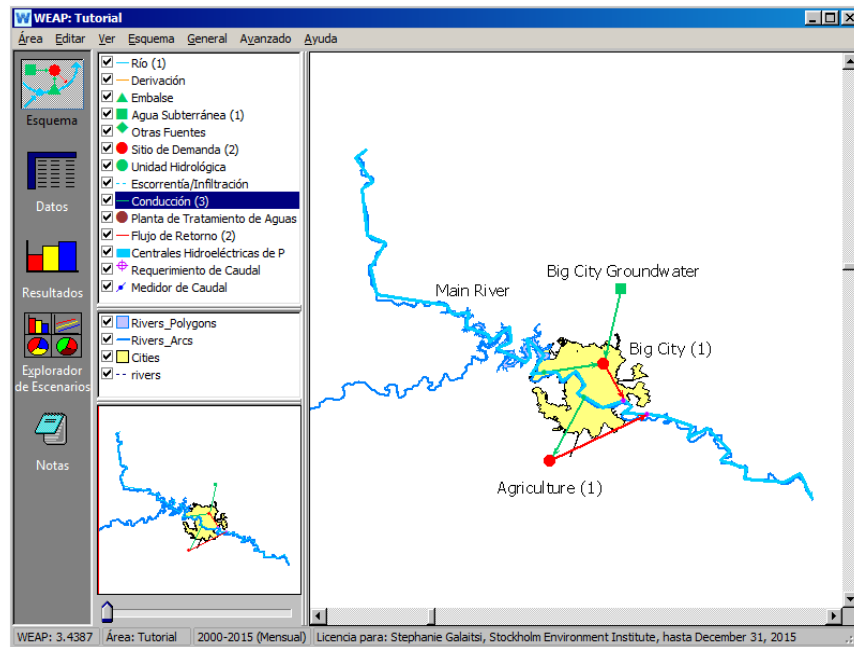 WEAP: Tutorial
Área Editar Ver Esquema General Avanzado Ayuda
Esquema
Datos
Resultados
Explorador
de Escenarios
Notas
Río (1)
Derivación
Embalse
Agua Subterránea (1)
Otras Fuentes
Sitio de Demanda (2)
Unidad Hidrológica
Escorrentía/Infiltración
Conducción (3)
Planta de Tratamiento de Aguas
Flujo de Retorno (2)
Centrales Hidroeléctricas de P
Requerimiento de Caudal
Medidor de Caudal
Rivers_Polygons
Rivers_Arcs
Cities
rivers
Main River
Big City Groundwater
Big City (1)
Agriculture (1)
WEAP: 3.4387 Área: Tutorial 2000-2015 (Mensual) Licencia para: Stephanie Galaitsi, Stockholm Environment Institute, hasta December 31, 2015